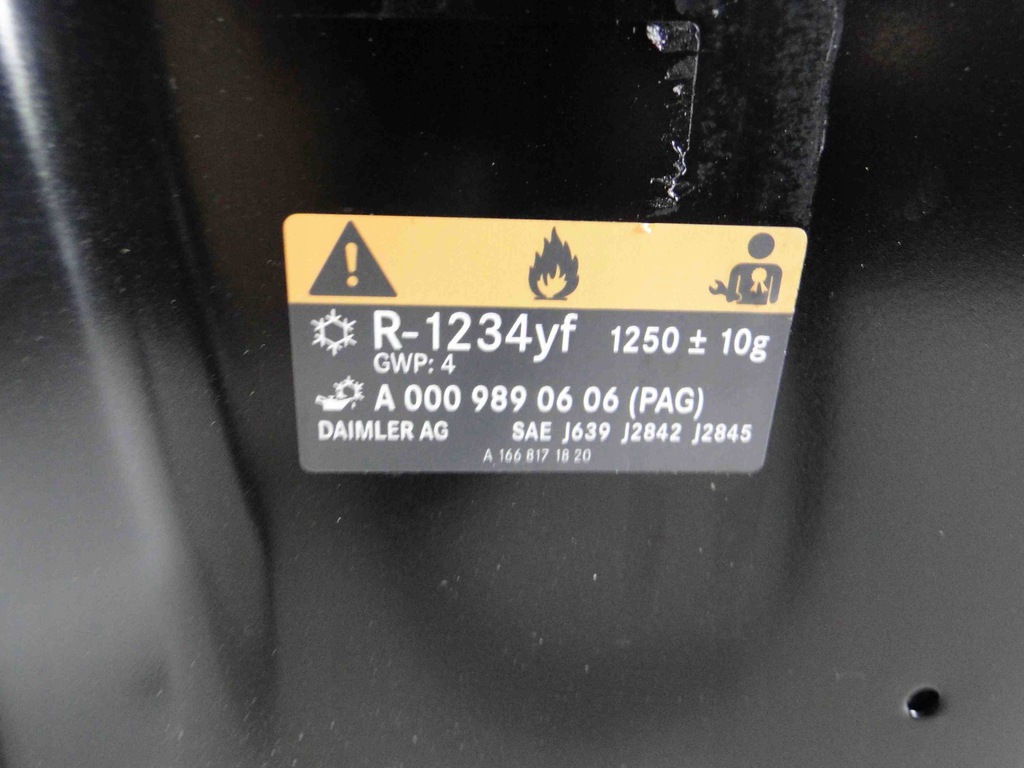 R-1234yf 1250 ± 10g
GWP: 4
A 000 989 06 06 (PAG)
DAIMLER AG SAE J639 J2842 J2845
A 166 817 18 20